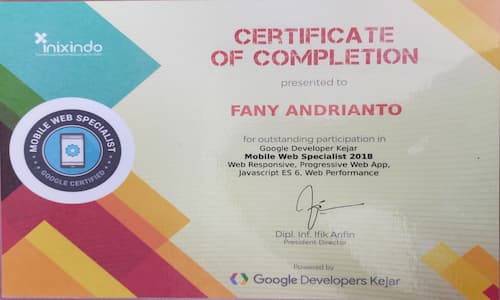 inixindo
CERTIFICATE
OF COMPLETION
presented to
FANY ANDRIANTO
for outstanding participation in
Google Developer Kejar
Mobile Web Specialist 2018
Web Responsive, Progressive Web App,
Javascript ES 6, Web Performance
MOBILE WEB SPECIALIST
GOOGLE CERTIFIED
Dipl. Inf. Ifik Arifin
President Director
Powered by
Google Developers Kejar